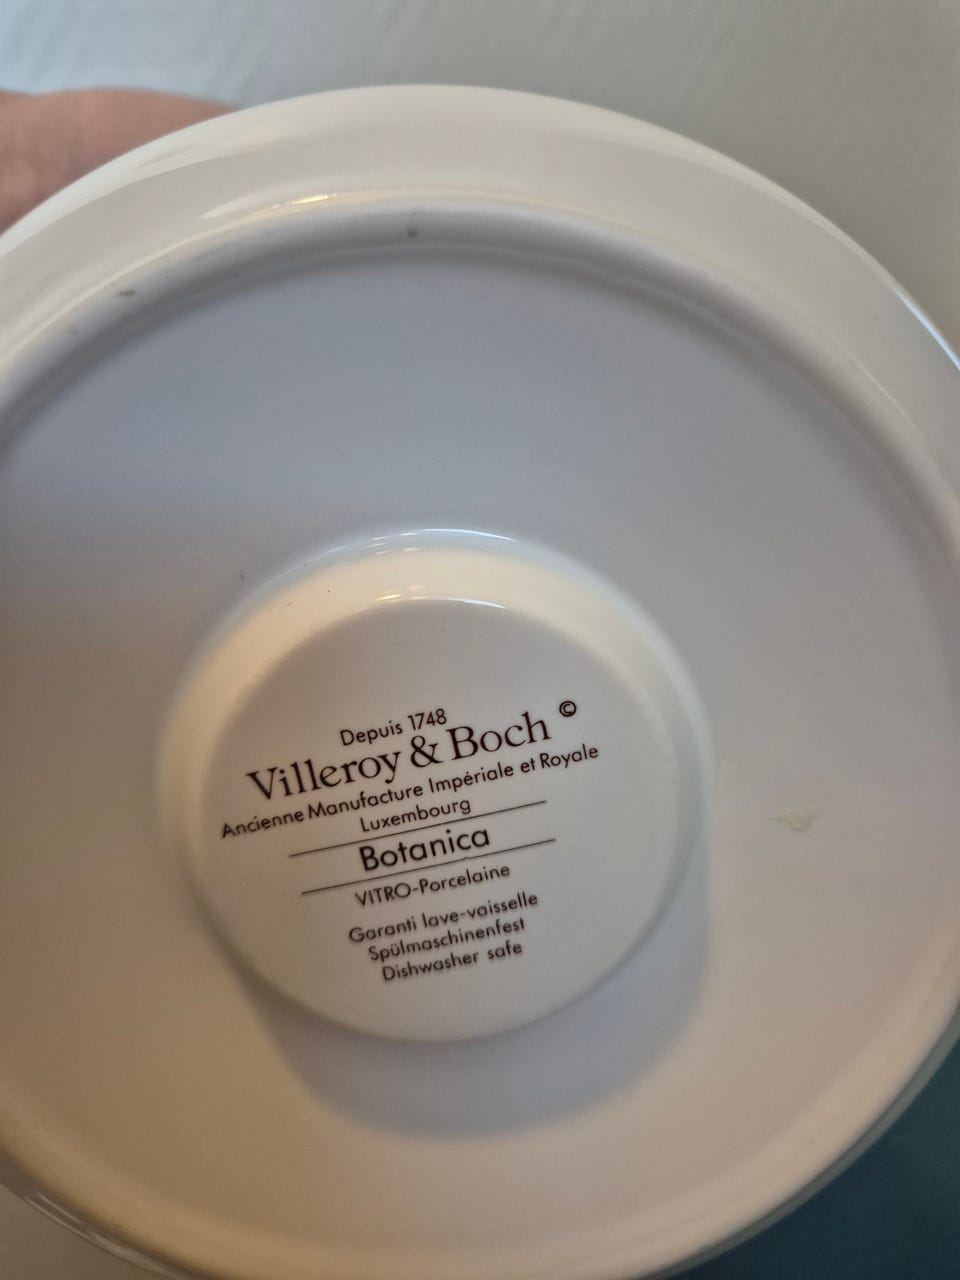 Depuis 1748
Villeroy & Boch ©
Ancienne Manufacture Impériale et Royale
Luxembourg
Botanica
VITRO-Porcelaine
Garanti lave-vaisselle
Spülmaschinenfest
Dishwasher safe